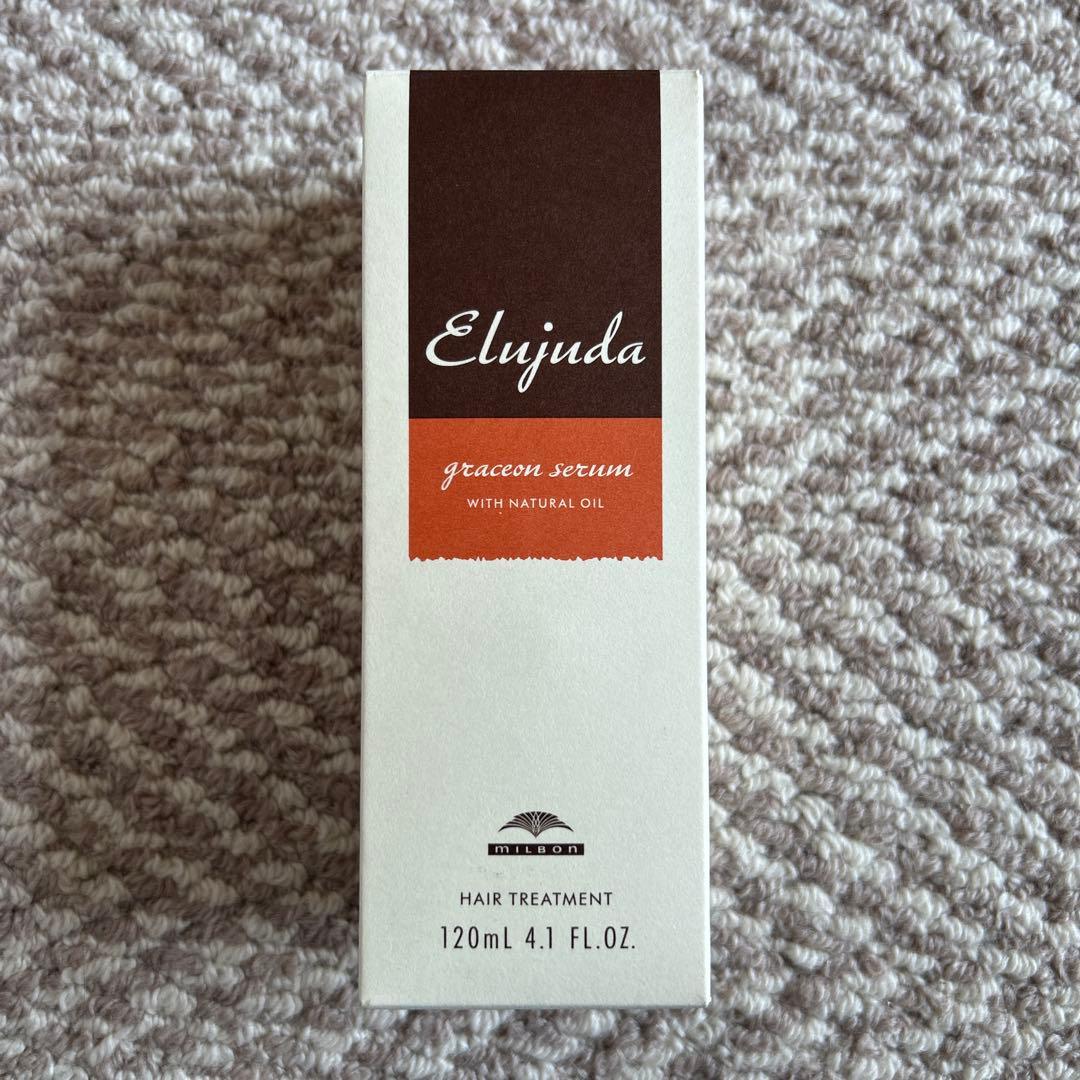 Elujuda
graceon serum
WITH NATURAL OIL
MILBON
HAIR TREATMENT
120mL 4.1 FL.OZ.